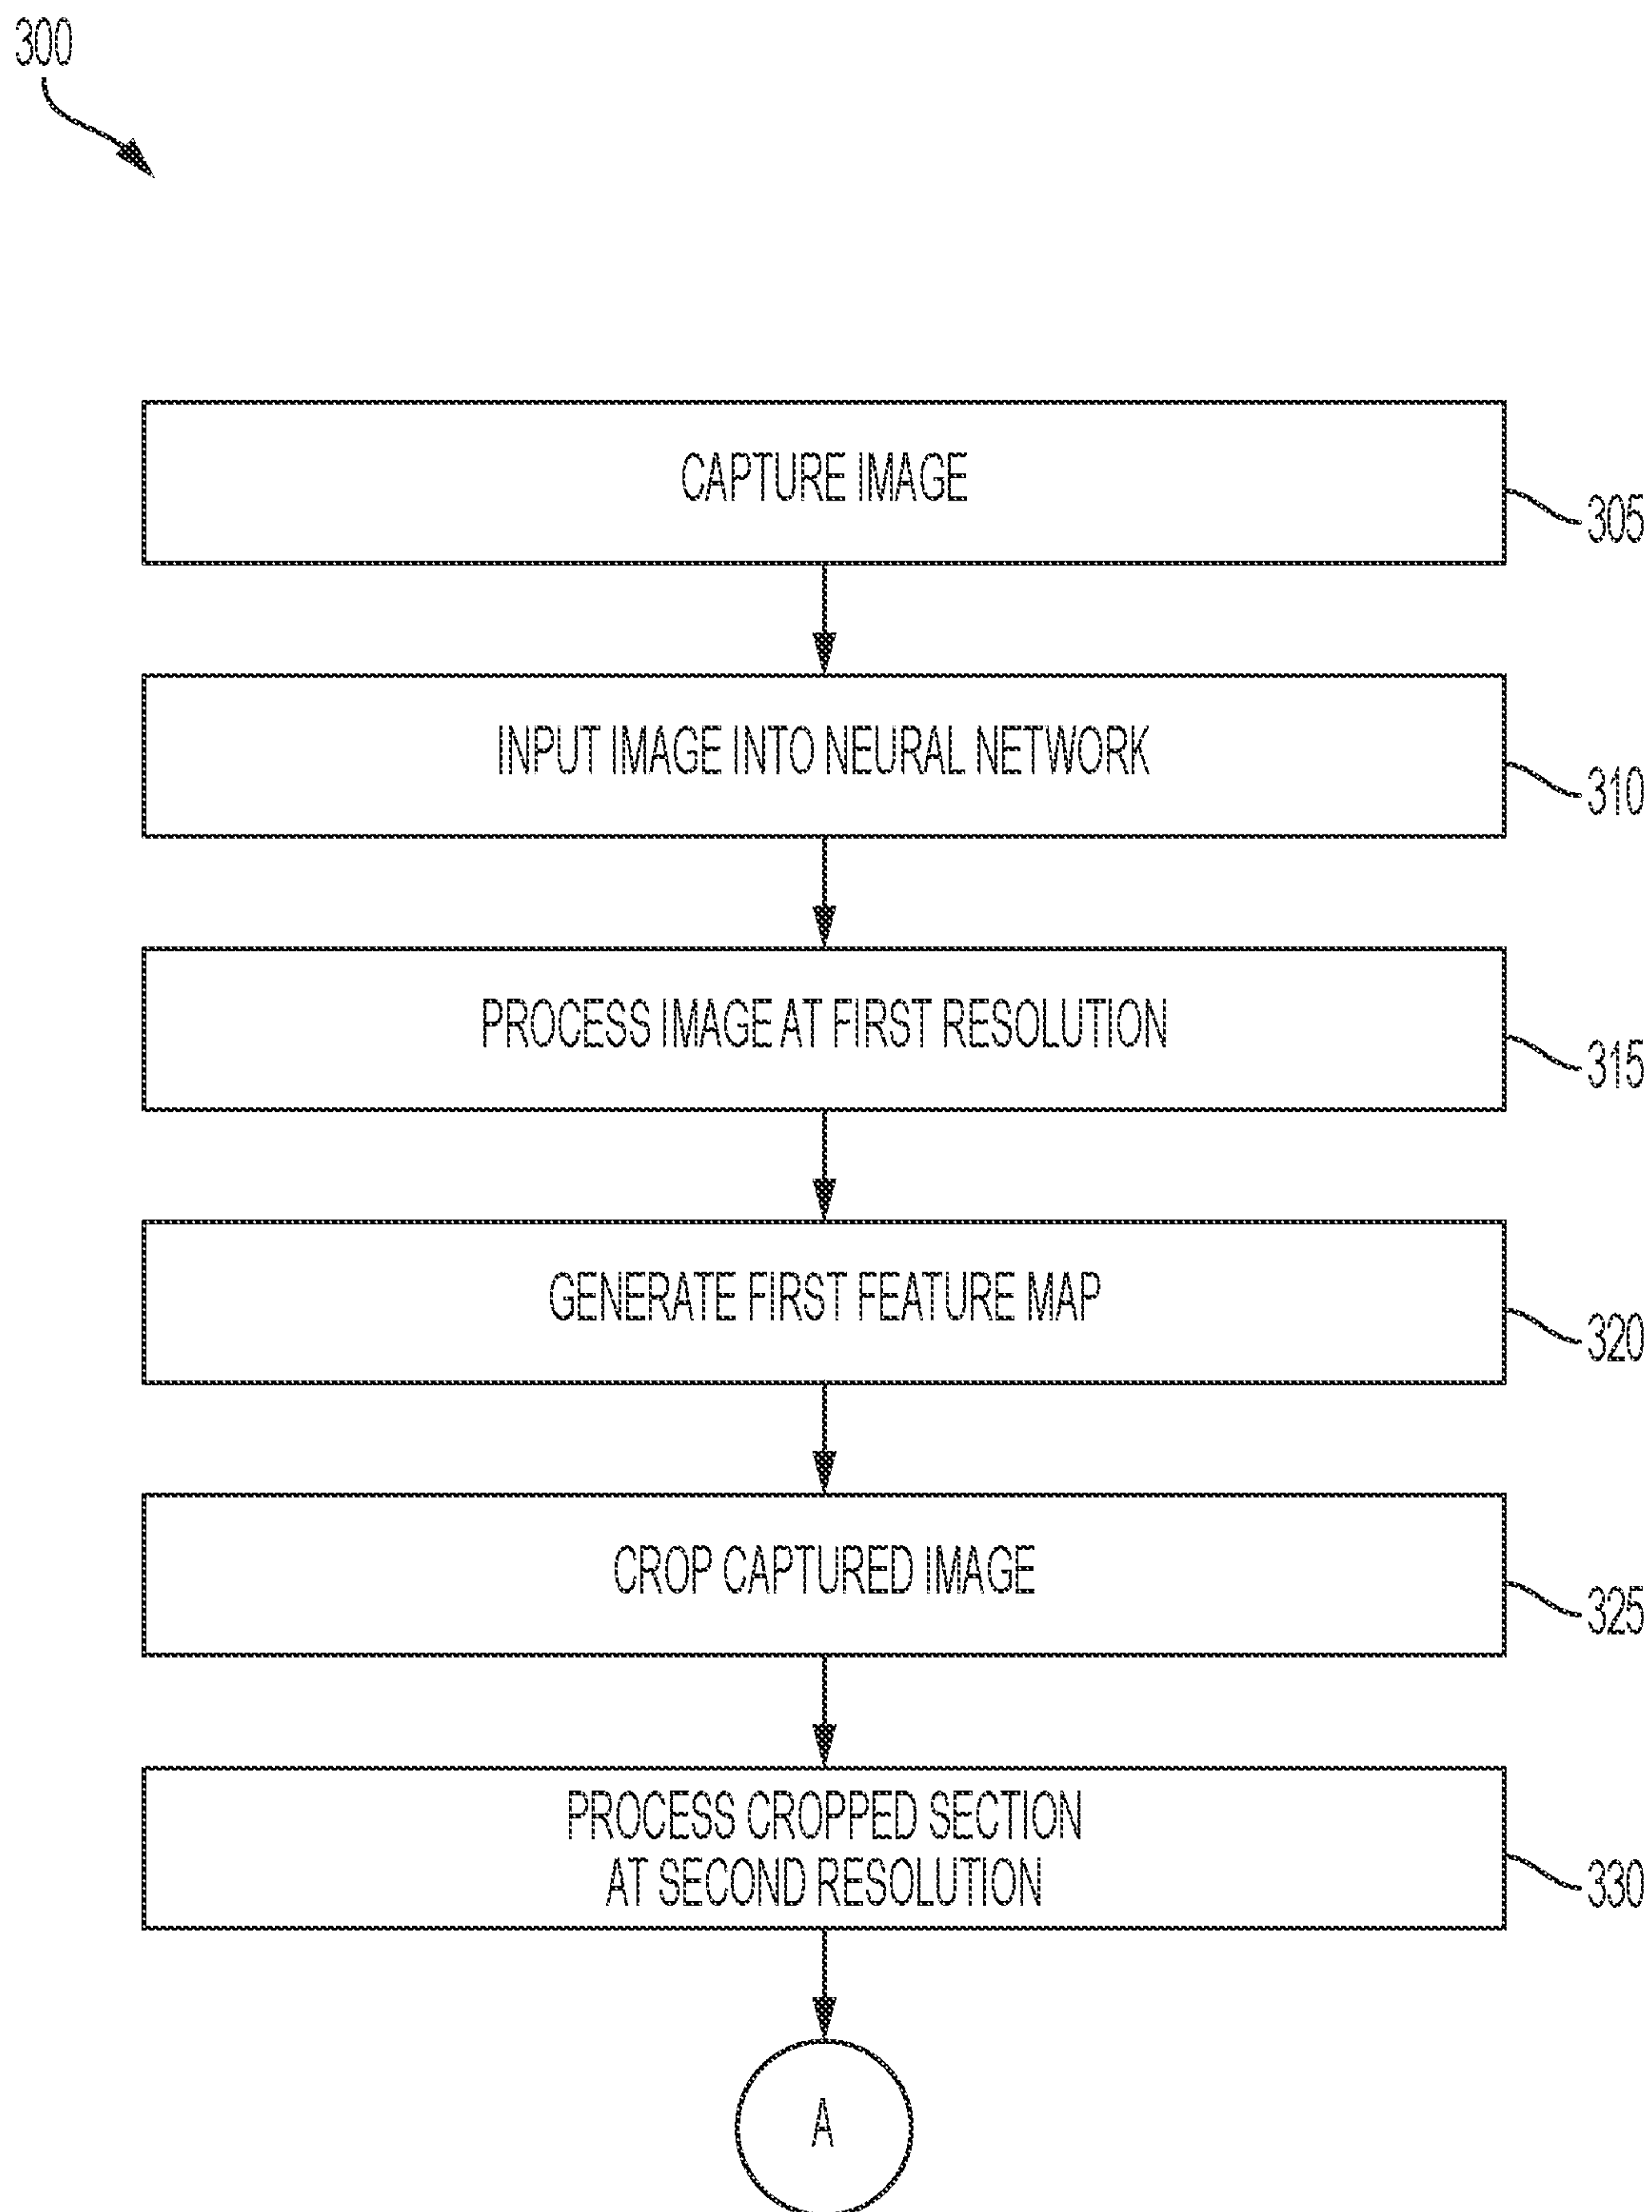 300
CAPTURE IMAGE
305
INPUT IMAGE INTO NEURAL NETWORK
310
PROCESS IMAGE AT FIRST RESOLUTION
315
GENERATE FIRST FEATURE MAP
320
CROP CAPTURED IMAGE
325
PROCESS CROPPED SECTION
AT SECOND RESOLUTION
330
A